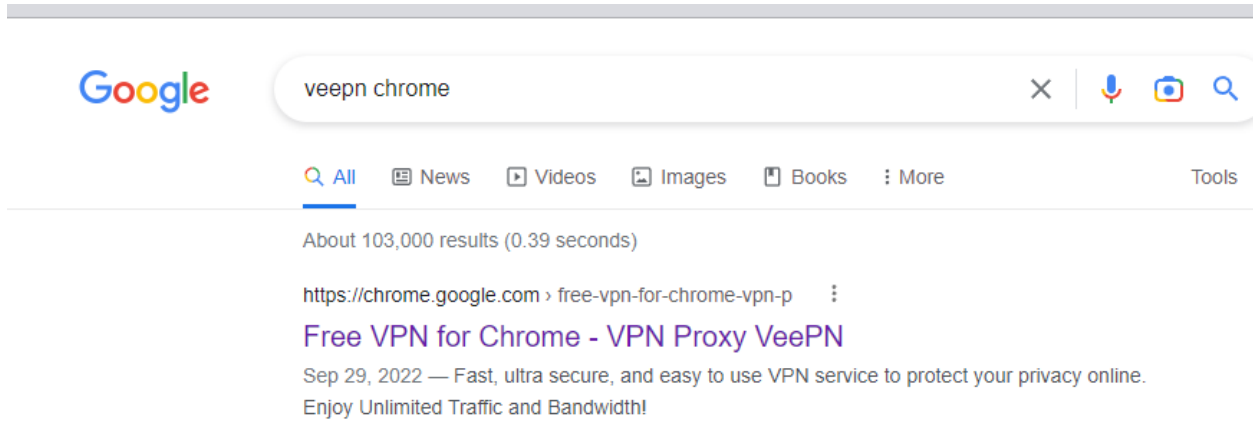 Google
veepn chrome
All News Videos Images Books More Tools
About 103,000 results (0.39 seconds)
https://chrome.google.com › free-vpn-for-chrome-vpn-p
Free VPN for Chrome - VPN Proxy VeePN
Sep 29, 2022 — Fast, ultra secure, and easy to use VPN service to protect your privacy online.
Enjoy Unlimited Traffic and Bandwidth!